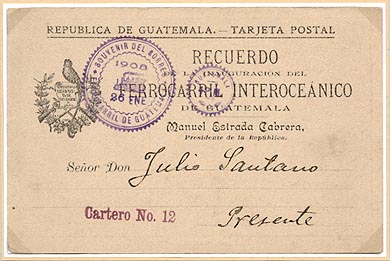 REPUBLICA DE GUATEMALA.—TARJETA POSTAL
RECUERDO
DE LA INAUGURACION DEL
FERROCARRIL INTEROCEÁNICO
DE GUATEMALA
Manuel Estrada Cabrera,
Presidente de la República.
SOUVENIR DEL
1908
26 ENE
Señor Don Julio Santano
Cartero No. 12
Presente